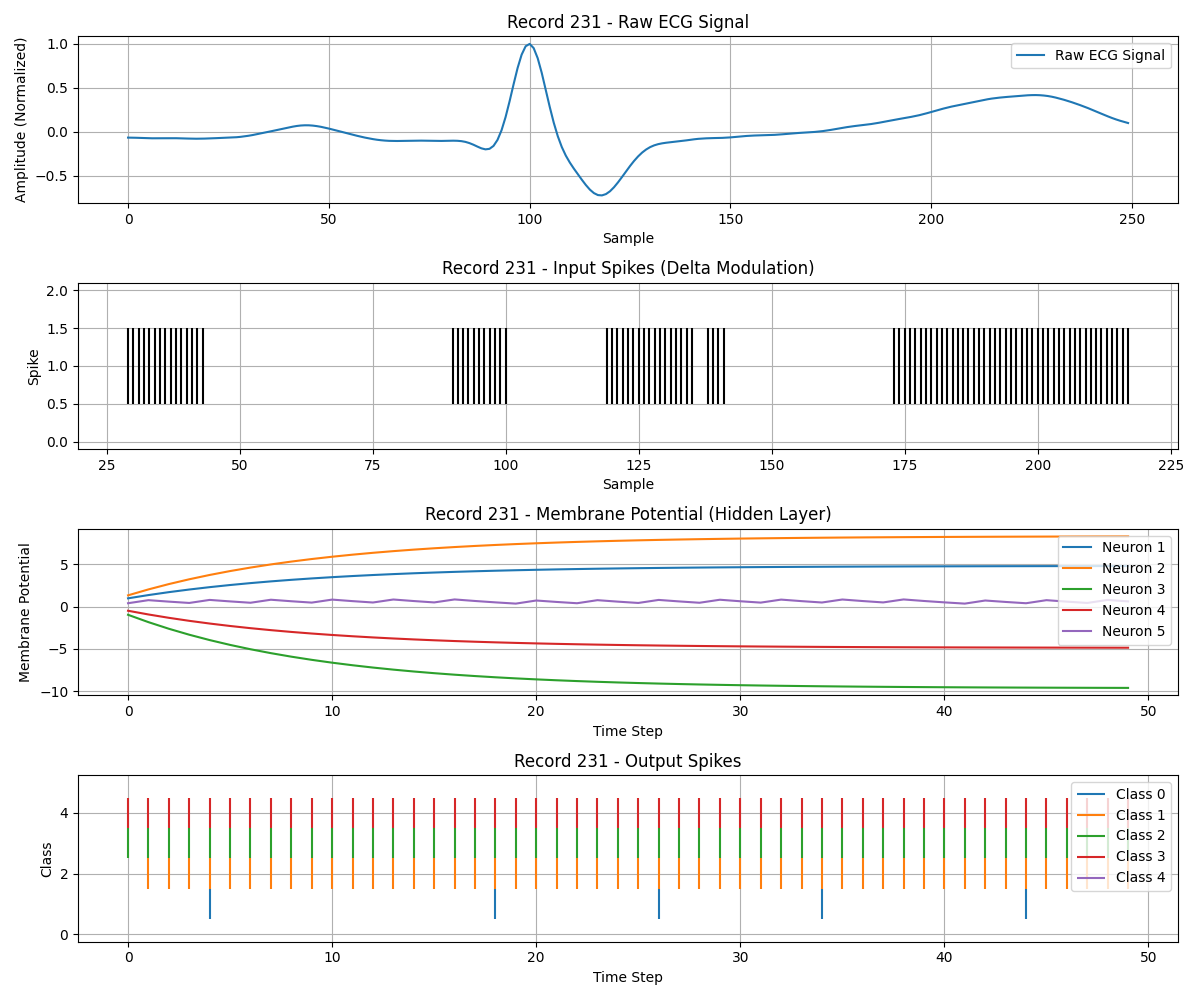 Record 231 - Raw ECG Signal
Amplitude (Normalized)
1.0
0.5
0.0
−0.5
Raw ECG Signal
0 50 100 150 200 250
Sample
Record 231 - Input Spikes (Delta Modulation)
Spike
2.0
1.5
1.0
0.5
0.0
25 50 75 100 125 150 175 200 225
Sample
Record 231 - Membrane Potential (Hidden Layer)
Membrane Potential
5
0
−5
−10
Neuron 1
Neuron 2
Neuron 3
Neuron 4
Neuron 5
0 10 20 30 40 50
Time Step
Record 231 - Output Spikes
Class
4
2
0
Class 0
Class 1
Class 2
Class 3
Class 4
0 10 20 30 40 50
Time Step